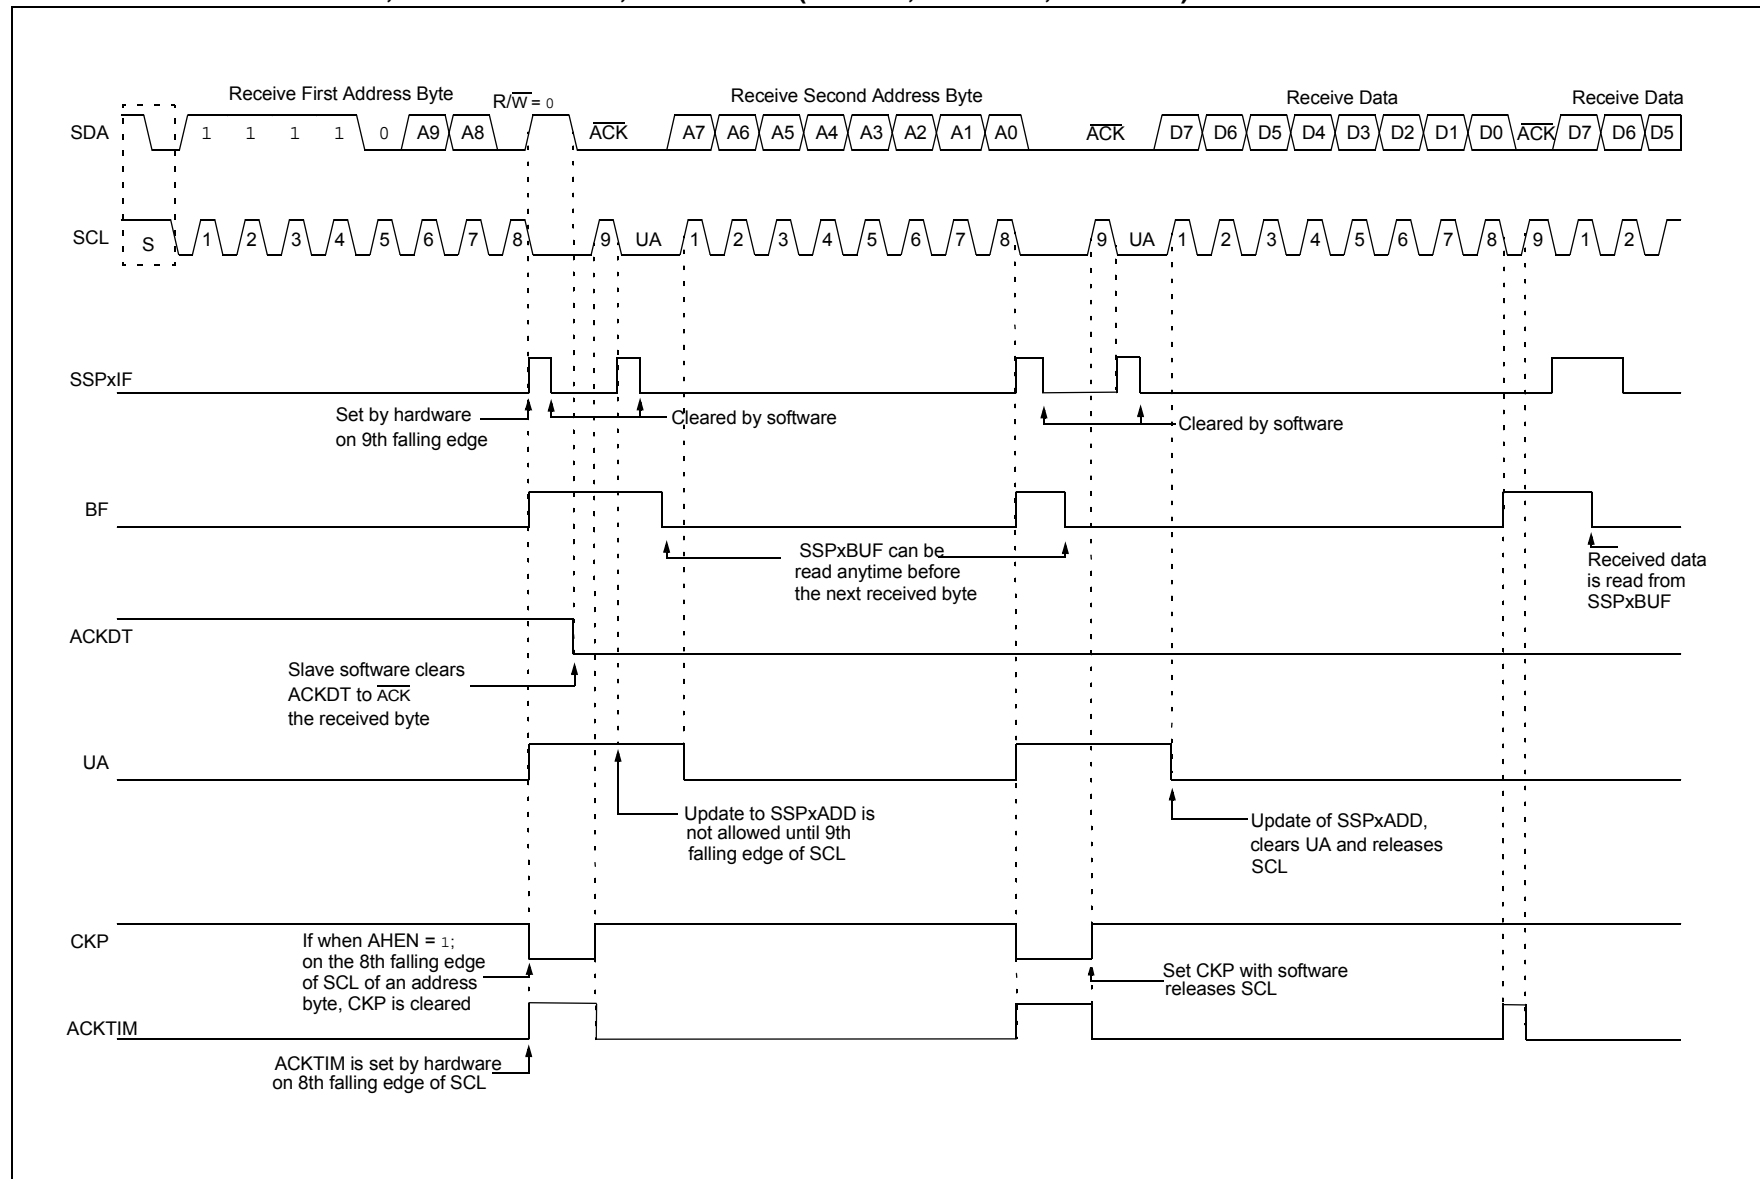 Receive First Address Byte
R/W = 0
Receive Second Address Byte
Receive Data
Receive Data
SDA
1 1 1 1 0 A9 A8
ACK
A7 A6 A5 A4 A3 A2 A1 A0
ACK
D7 D6 D5 D4 D3 D2 D1 D0
ACK
D7 D6 D5
SCL
S
1 2 3 4 5 6 7 8 9 UA 1 2 3 4 5 6 7 8 9 UA 1 2 3 4 5 6 7 8 9 1 2
SSPxIF
Set by hardware
on 9th falling edge
Cleared by software
Cleared by software
BF
SSPxBUF can be
read anytime before
the next received byte
Received data
is read from
SSPxBUF
ACKDT
Slave software clears
ACKDT to ACK
the received byte
UA
Update to SSPxADD is
not allowed until 9th
falling edge of SCL
Update of SSPxADD,
clears UA and releases
SCL
CKP
If when AHEN = 1;
on the 8th falling edge
of SCL of an address
byte, CKP is cleared
Set CKP with software
releases SCL
ACKTIM
ACKTIM is set by hardware
on 8th falling edge of SCL